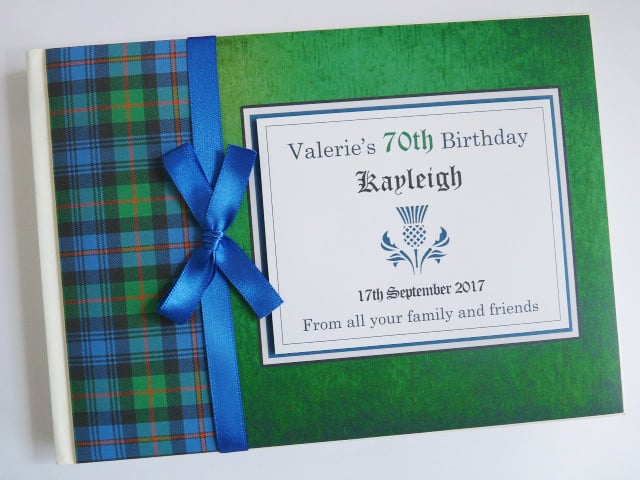 Valerie's 70th Birthday
Kayleigh
17th September 2017
From all your family and friends